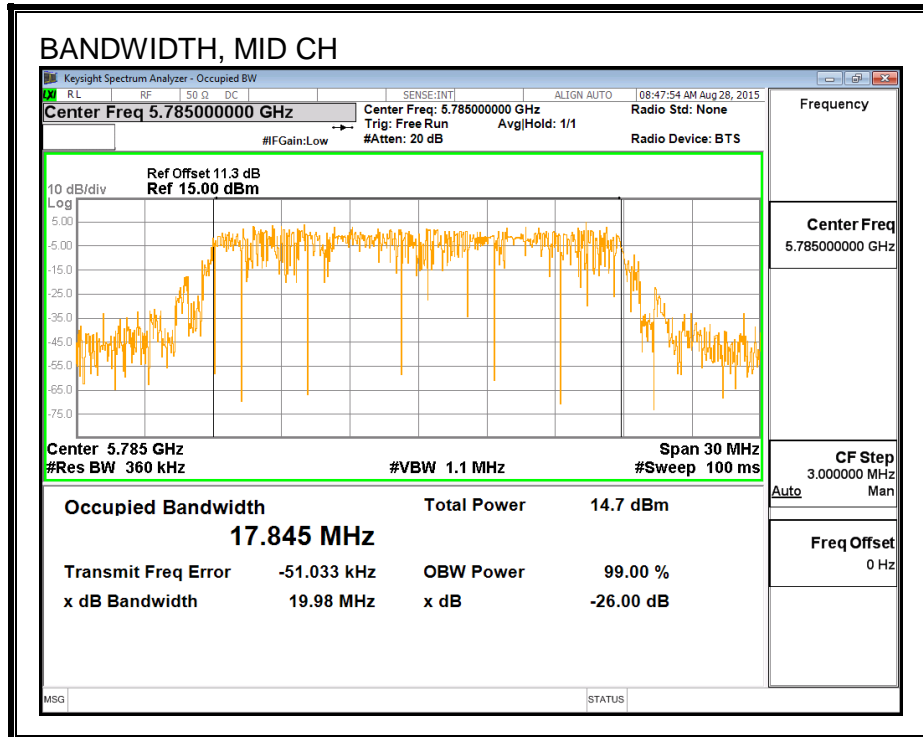 BANDWIDTH, MID CH
Keysight Spectrum Analyzer - Occupied BW
LXI RL RF 50 Ω DC SENSE:INT ALIGN AUTO 08:47:54 AM Aug 28, 2015
Center Freq 5.785000000 GHz
#IFGain:Low
Center Freq: 5.785000000 GHz
Trig: Free Run Avg|Hold: 1/1
#Atten: 20 dB
Radio Std: None
Radio Device: BTS
Ref Offset 11.3 dB
10 dB/div Ref 15.00 dBm
Log
5.00
-5.00
-15.0
-25.0
-35.0
-45.0
-55.0
-65.0
-75.0
Center 5.785 GHz Span 30 MHz
#Res BW 360 kHz #VBW 1.1 MHz #Sweep 100 ms
Occupied Bandwidth Total Power 14.7 dBm
17.845 MHz
Transmit Freq Error -51.033 kHz OBW Power 99.00 %
x dB Bandwidth 19.98 MHz x dB -26.00 dB
MSG STATUS
Frequency
Center Freq
5.785000000 GHz
CF Step
3.000000 MHz
Auto Man
Freq Offset
0 Hz